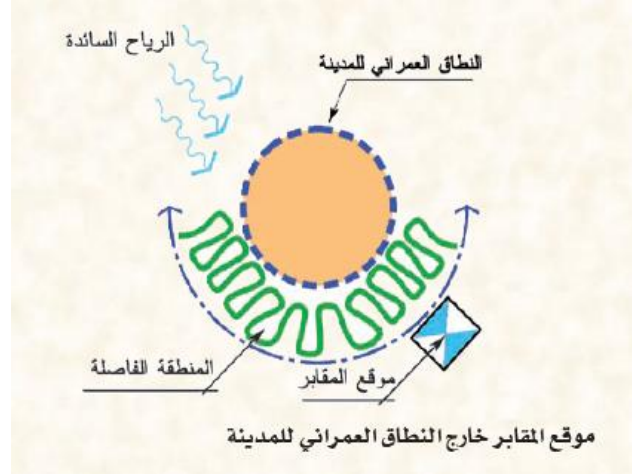 الرياح السائدة
النطاق العمراني للمدينة
المنطقة الفاصلة
موقع المقابر
موقع المقابر خارج النطاق العمراني للمدينة